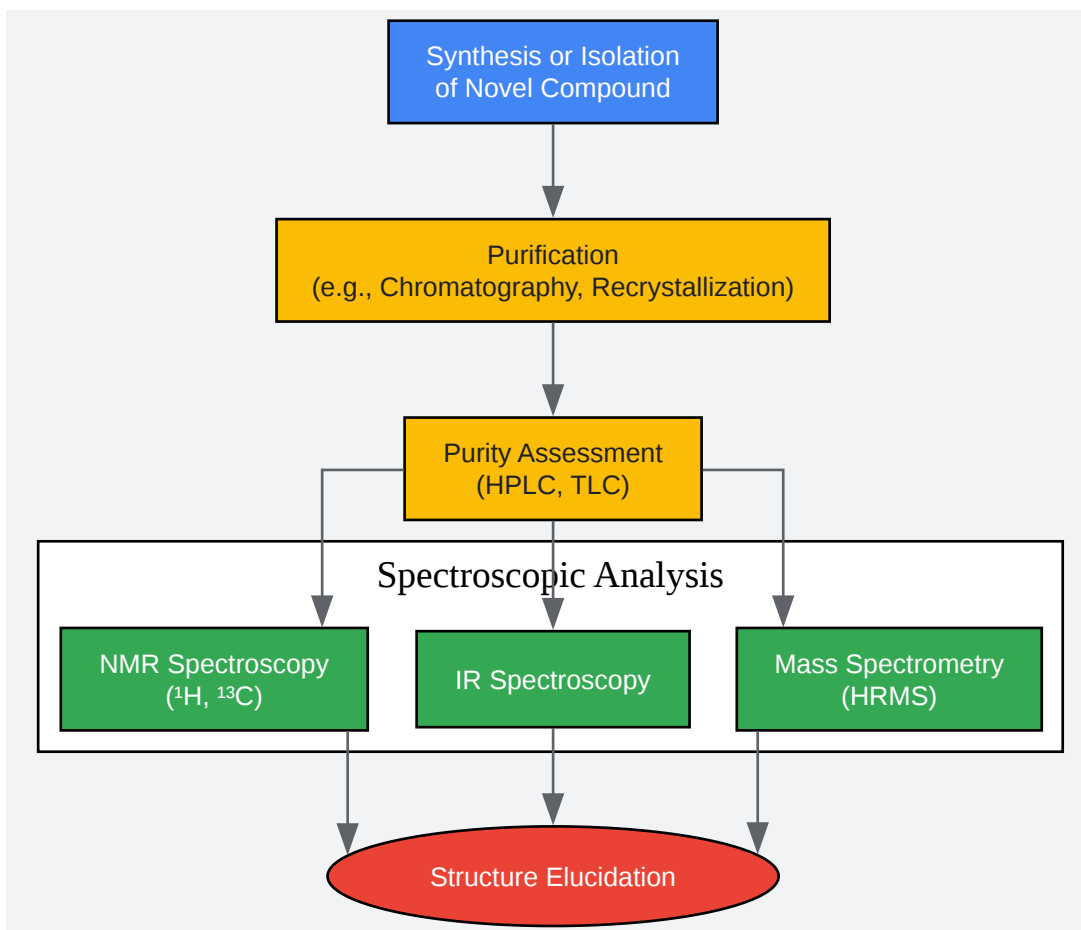 Synthesis or Isolation
of Novel Compound
Purification
(e.g., Chromatography, Recrystallization)
Purity Assessment
(HPLC, TLC)
Spectroscopic Analysis
NMR Spectroscopy
(¹H, ¹³C)
IR Spectroscopy
Mass Spectrometry
(HRMS)
Structure Elucidation